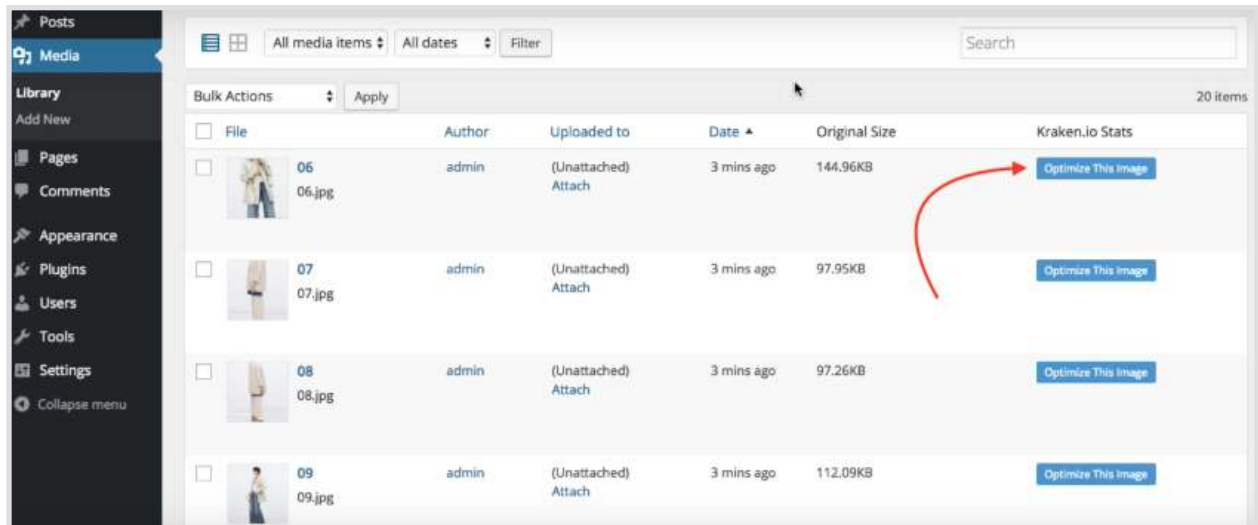 Posts
Media
Library
Add New
Pages
Comments
Appearance
Plugins
Users
Tools
Settings
Collapse menu
All media items All dates Filter Search
Bulk Actions Apply 20 items
File Author Uploaded to Date Original Size Kraken.io Stats
06 admin (Unattached) 3 mins ago 144.96KB Optimize This Image
06.jpg Attach
07 admin (Unattached) 3 mins ago 97.95KB Optimize This Image
07.jpg Attach
08 admin (Unattached) 3 mins ago 97.26KB Optimize This Image
08.jpg Attach
09 admin (Unattached) 3 mins ago 112.09KB Optimize This Image
09.jpg Attach